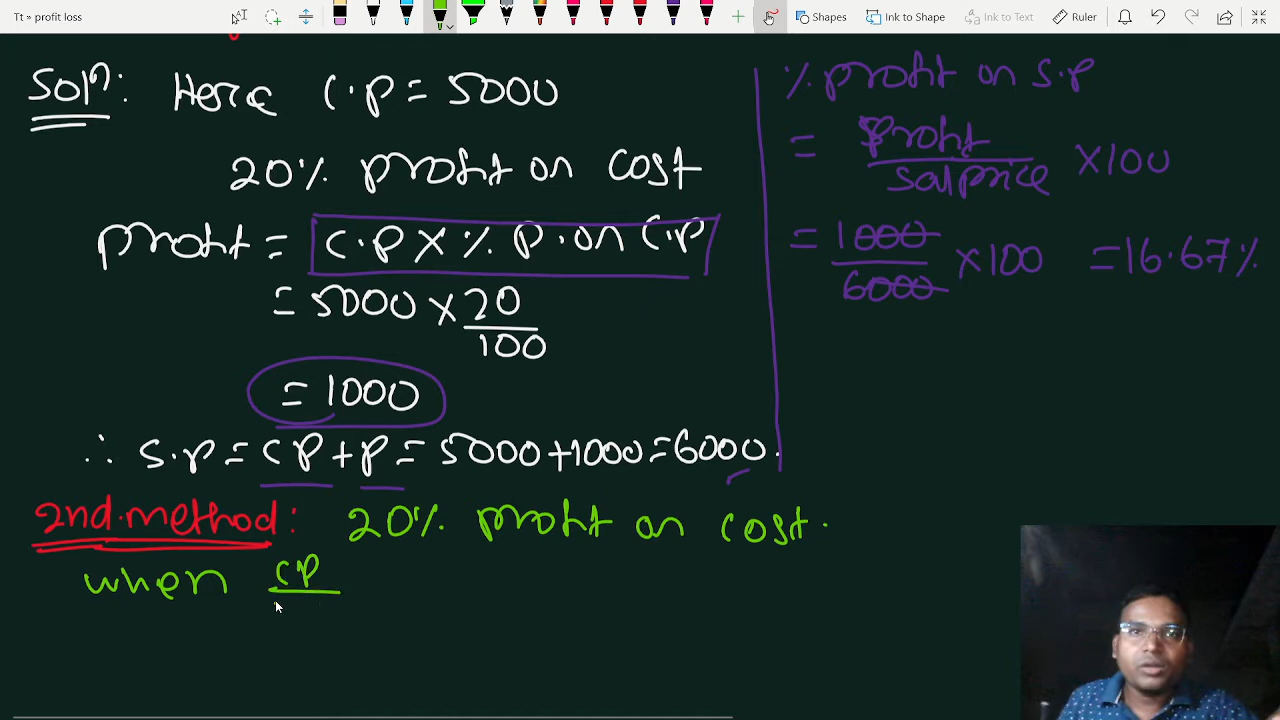 Tt » profit loss
Shapes
Ink to Shape
Ink to Text
Ruler
Soln: Here C.P = 5000
20% profit on cost
profit = C.P X % P. on C.P
= 5000 × 20/100
= 1000
∴ S.P = CP + P = 5000+1000=6000.
2nd.method: 20% profit on cost.
when CP
% profit on S.P
= profit/salprice ×100
= 1000/6000 ×100 =16.67%